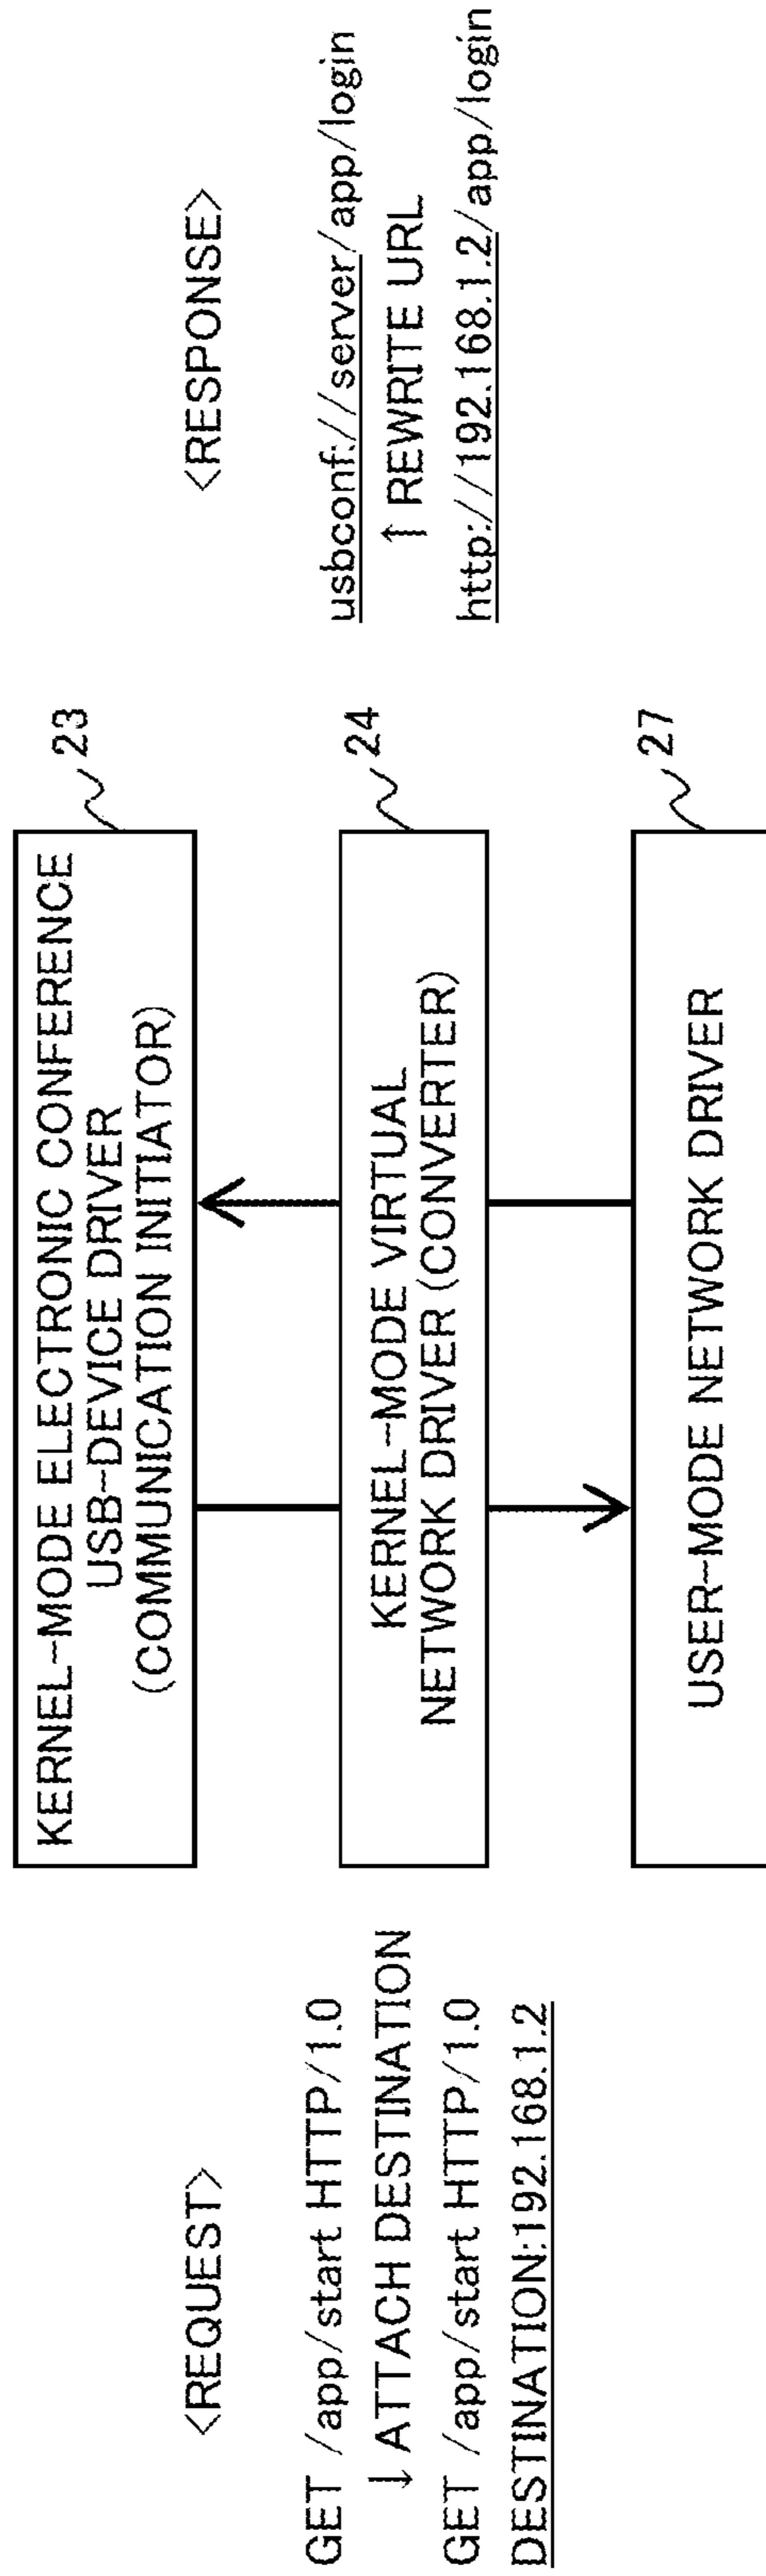 <REQUEST>
GET /app/start HTTP/1.0
↓ ATTACH DESTINATION
GET /app/start HTTP/1.0
DESTINATION:192.168.1.2
KERNEL-MODE ELECTRONIC CONFERENCE
USB-DEVICE DRIVER
(COMMUNICATION INITIATOR)
23
KERNEL-MODE VIRTUAL
NETWORK DRIVER (CONVERTER)
24
USER-MODE NETWORK DRIVER
27
<RESPONSE>
usbconf://server/app/login
↑ REWRITE URL
http://192.168.1.2/app/login